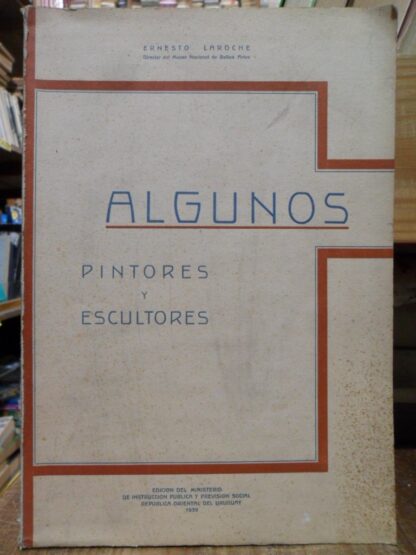 ERNESTO LAROCHE
Director del Museo Nacional de Bellas Artes
ALGUNOS
PINTORES
Y
ESCULTORES
EDICION DEL MINISTERIO
DE INSTRUCCION PUBLICA Y PREVISION SOCIAL
REPUBLICA ORIENTAL DEL URUGUAY
1939